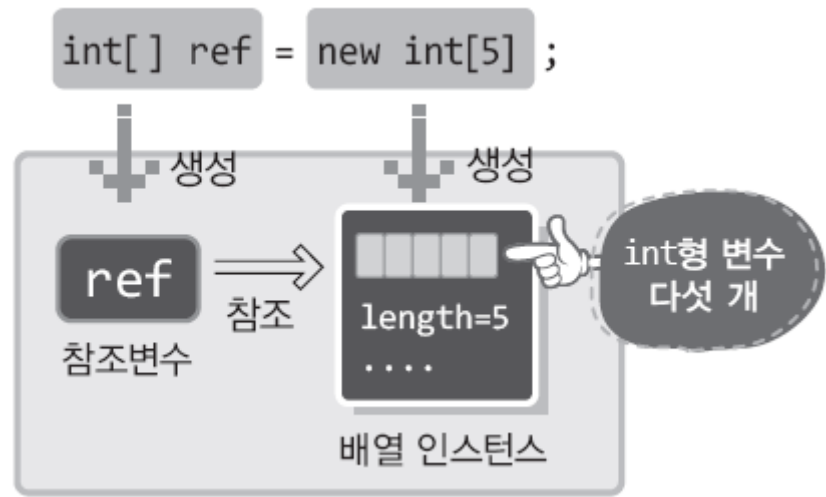 int[] ref = new int[5] ;
생성 생성
ref
참조
참조변수
length=5
....
배열 인스턴스
int형 변수
다섯 개